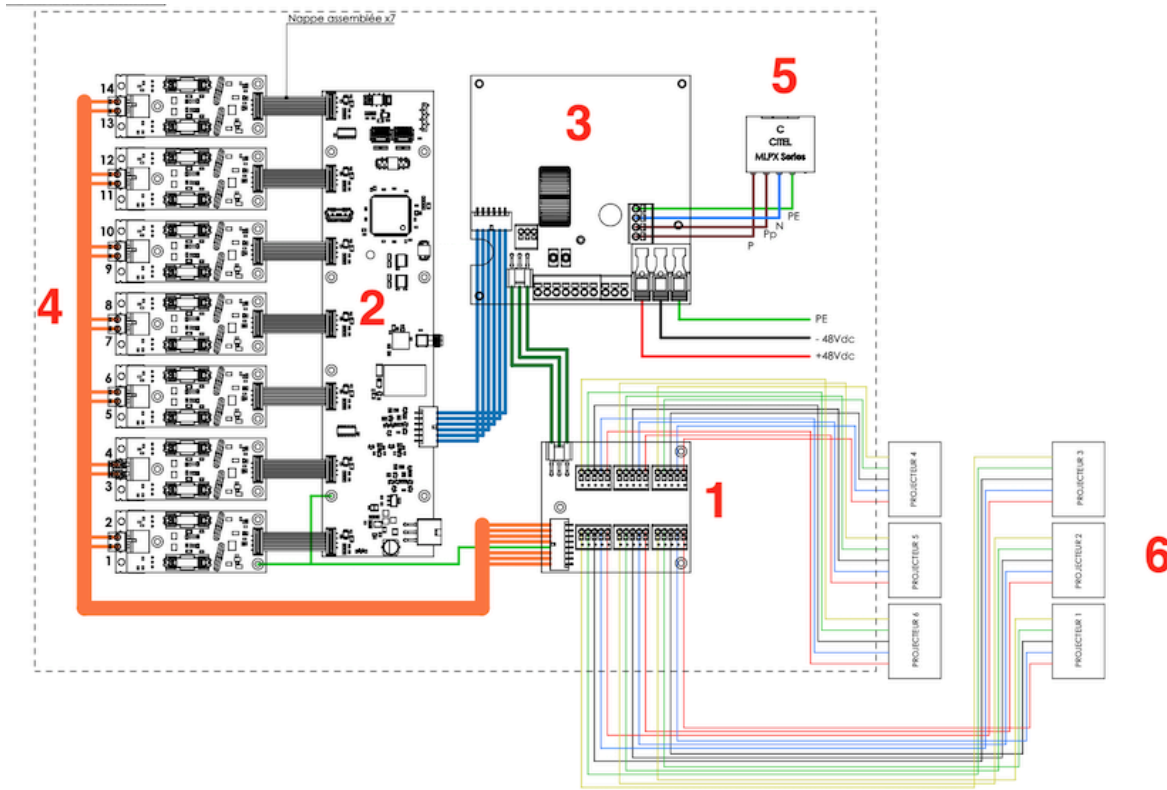 Nappe assemblée x7
5
14
13
3
C
CITEL
MLPX Series
12
11
PE
N
Pp
P
10
9
4
2
8
7
PE
- 48Vdc
+48Vdc
6
5
4
3
1
PROJECTEUR 4
PROJECTEUR 3
2
1
PROJECTEUR 5
PROJECTEUR 2
6
PROJECTEUR 6
PROJECTEUR 1